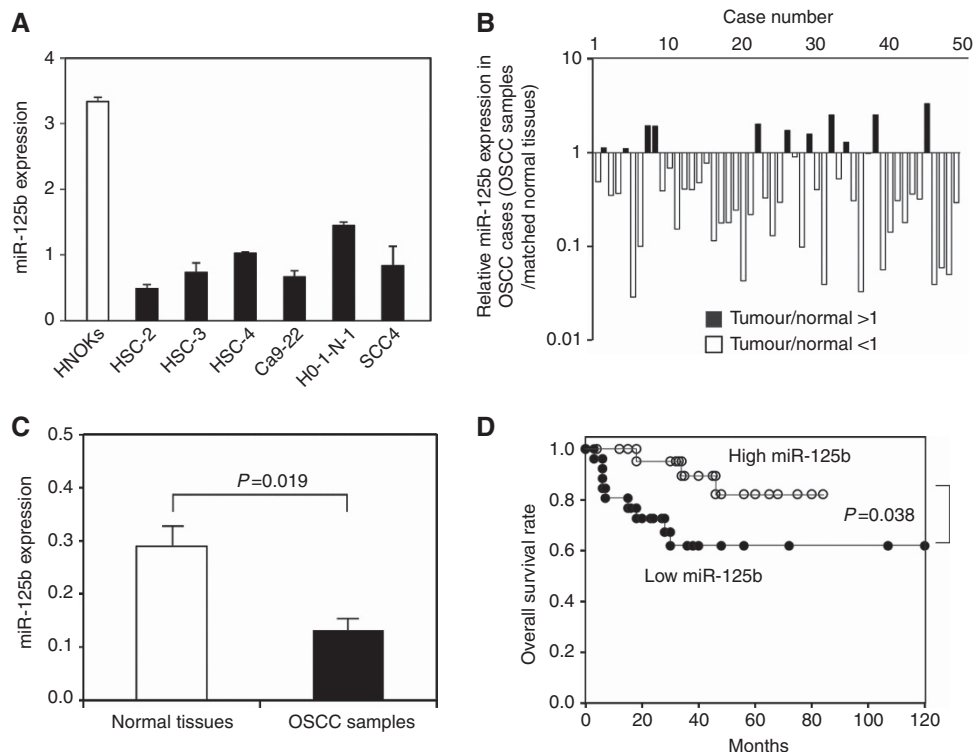 A
miR-125b expression
4
3
2
1
0
HNOKs
HSC-2
HSC-3
HSC-4
Ca9-22
H0-1-N-1
SCC4
B
Case number
1 10 20 30 40 50
Relative miR-125b expression in
OSCC cases (OSCC samples
/matched normal tissues)
10
1
0.1
0.01
Tumour/normal >1
Tumour/normal <1
C
miR-125b expression
0.5
0.4
0.3
0.2
0.1
0.0
P=0.019
Normal tissues
OSCC samples
D
Overall survival rate
1.0
0.8
0.6
0.4
0.2
0.0
High miR-125b
P=0.038
Low miR-125b
0 20 40 60 80 100 120
Months